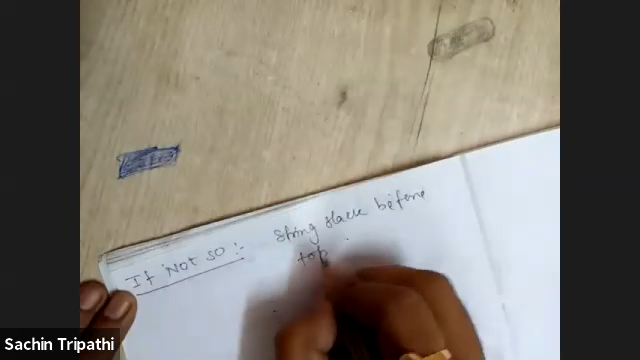 If Not so :-
String slack before
top
Sachin Tripathi